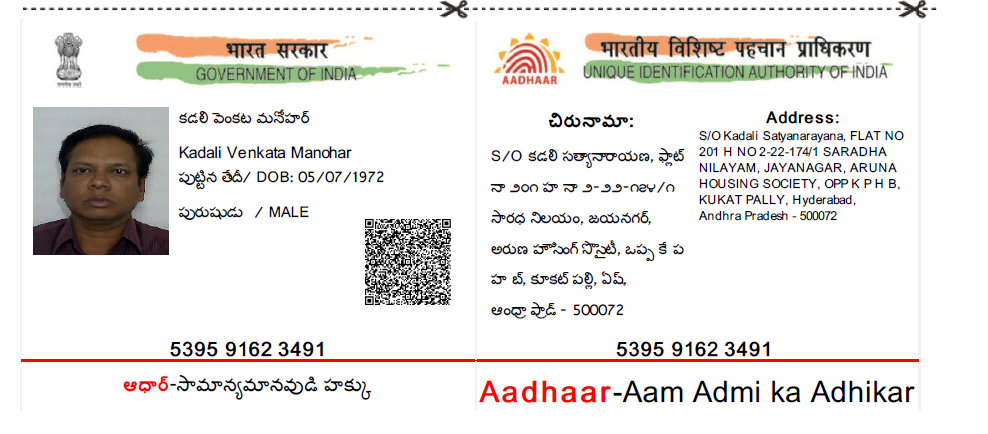 भारत सरकार
GOVERNMENT OF INDIA
కడలి వెంకట మనోహర్
Kadali Venkata Manohar
పుట్టిన తేదీ/ DOB: 05/07/1972
పురుషుడు / MALE
5395 9162 3491
ఆధార్-సామాన్యమానవుడి హక్కు
भारतीय विशिष्ट पहचान प्राधिकरण
UNIQUE IDENTIFICATION AUTHORITY OF INDIA
AADHAAR
చిరునామా:
S/O కడలి సత్యానారాయణ, ఫ్లాట్
నా ౨౦౧ హ నా ౨-౨౨-౧౭౪/౧
సారధ నిలయం, జయనగర్,
అరుణ హౌసింగ్ సొసైటీ, ఒప్ప కే ప
హ బ్, కూకట్ పల్లి, ఏప్,
ఆంధ్రా ప్రాడ్ - 500072
Address:
S/O Kadali Satyanarayana, FLAT NO
201 H NO 2-22-174/1 SARADHA
NILAYAM, JAYANAGAR, ARUNA
HOUSING SOCIETY, OPP K P H B,
KUKAT PALLY, Hyderabad,
Andhra Pradesh - 500072
5395 9162 3491
Aadhaar-Aam Admi ka Adhikar